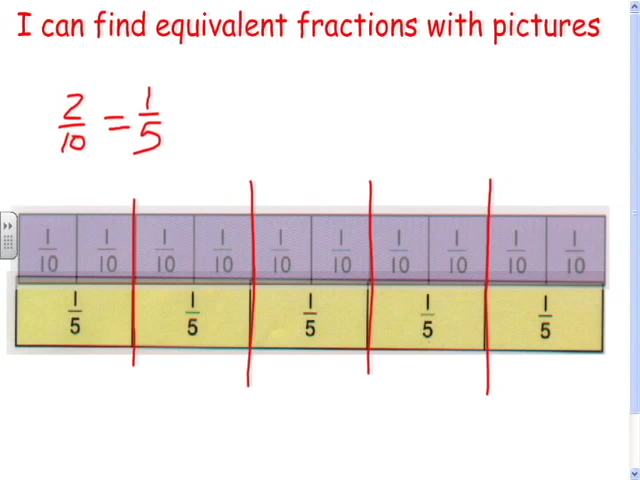 I can find equivalent fractions with pictures
2/10 = 1/5
1/10 1/10 1/10 1/10 1/10 1/10 1/10 1/10 1/10 1/10
1/5 1/5 1/5 1/5 1/5